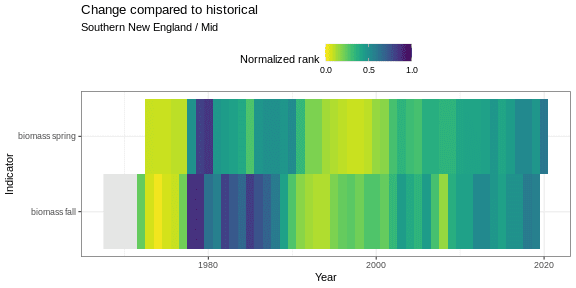 Change compared to historical
Southern New England / Mid
Normalized rank
0.0 0.5 1.0
biomass spring
biomass fall
Indicator
1980 2000 2020
Year